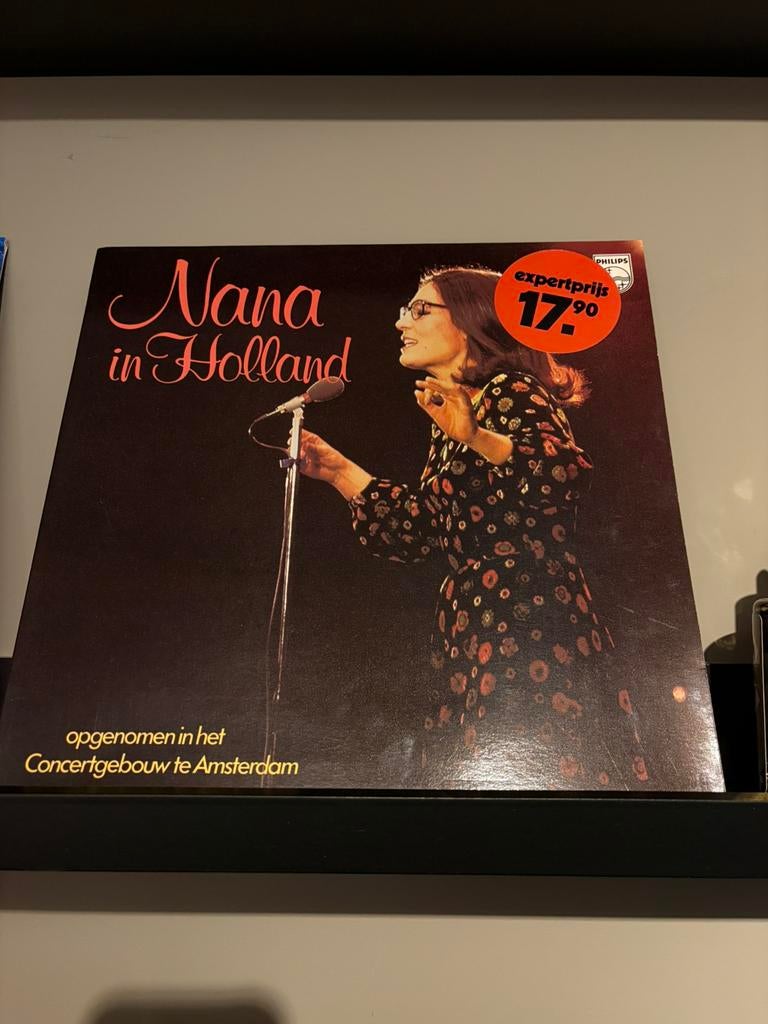 Nana
in Holland
expertprijs
17.90
PHILIPS
opgenomen in het
Concertgebouw te Amsterdam